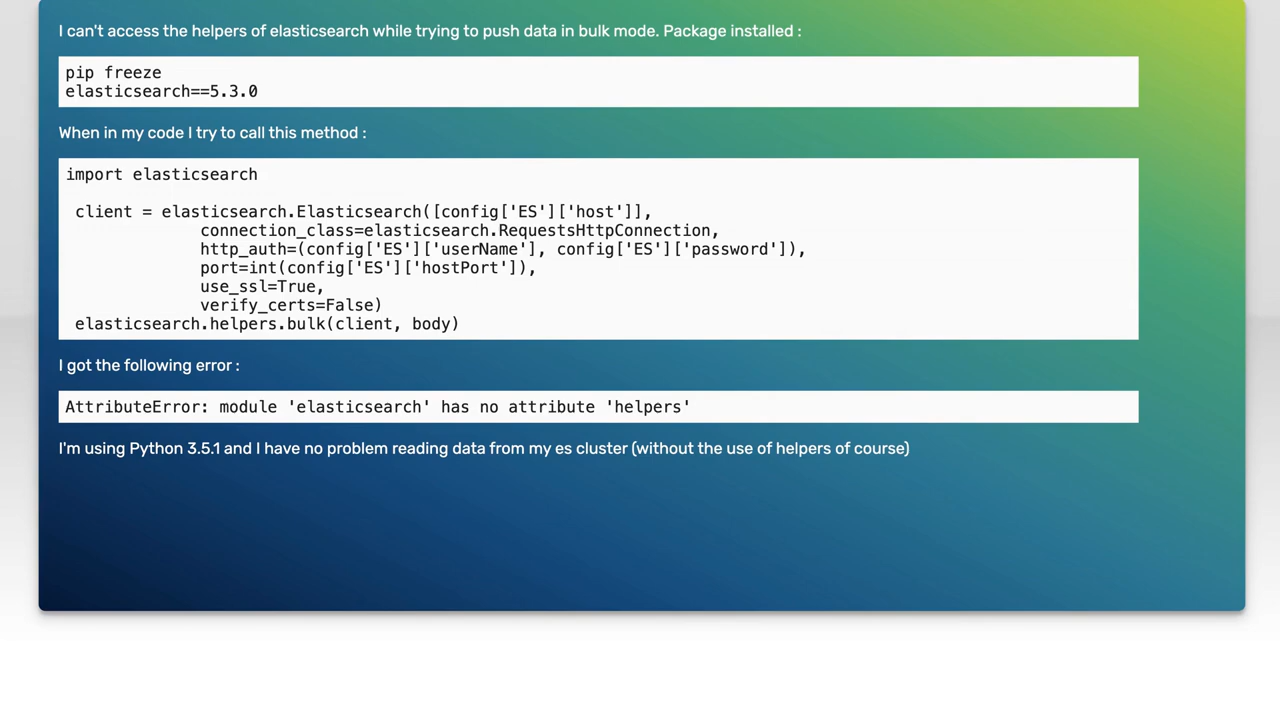 I can't access the helpers of elasticsearch while trying to push data in bulk mode. Package installed :
pip freeze
elasticsearch==5.3.0
When in my code I try to call this method :
import elasticsearch
client = elasticsearch.Elasticsearch([config['ES']['host']],
connection_class=elasticsearch.RequestsHttpConnection,
http_auth=(config['ES']['userName'], config['ES']['password']),
port=int(config['ES']['hostPort']),
use_ssl=True,
verify_certs=False)
elasticsearch.helpers.bulk(client, body)
I got the following error :
AttributeError: module 'elasticsearch' has no attribute 'helpers'
I'm using Python 3.5.1 and I have no problem reading data from my es cluster (without the use of helpers of course)